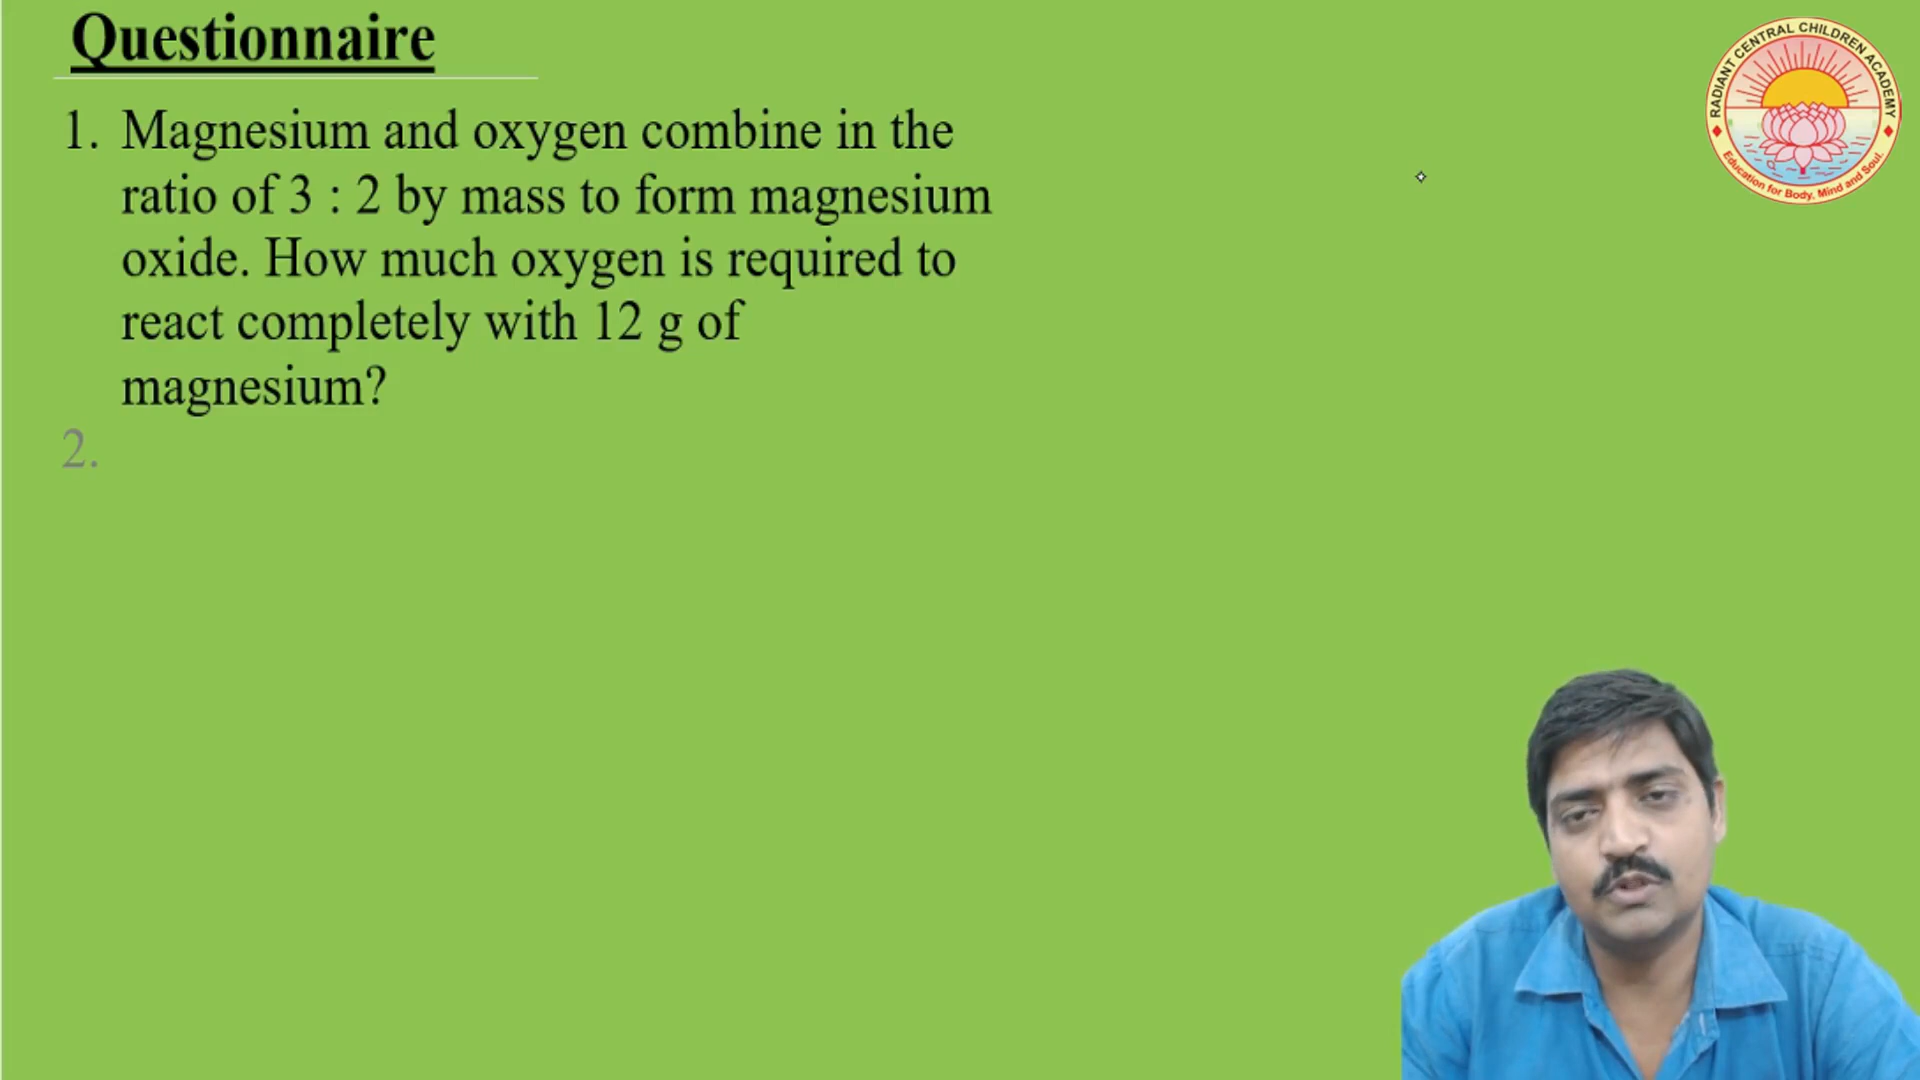 Questionnaire
1. Magnesium and oxygen combine in the
ratio of 3 : 2 by mass to form magnesium
oxide. How much oxygen is required to
react completely with 12 g of
magnesium?
2.
RADIANT CENTRAL CHILDREN ACADEMY
Education for Body, Mind and Soul.